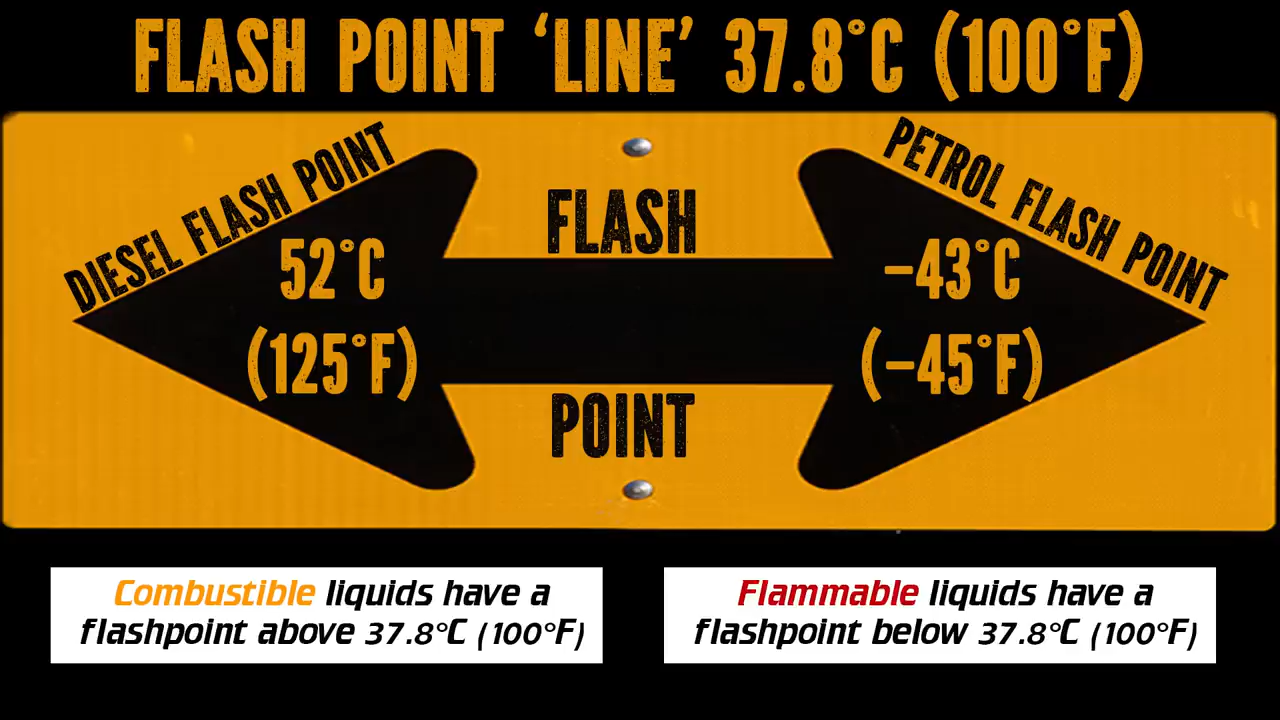 FLASH POINT ‘LINE’ 37.8°C (100°F)
DIESEL FLASH POINT
52°C
(125°F)
FLASH
POINT
PETROL FLASH POINT
–43°C
(–45°F)
Combustible liquids have a
flashpoint above 37.8°C (100°F)
Flammable liquids have a
flashpoint below 37.8°C (100°F)